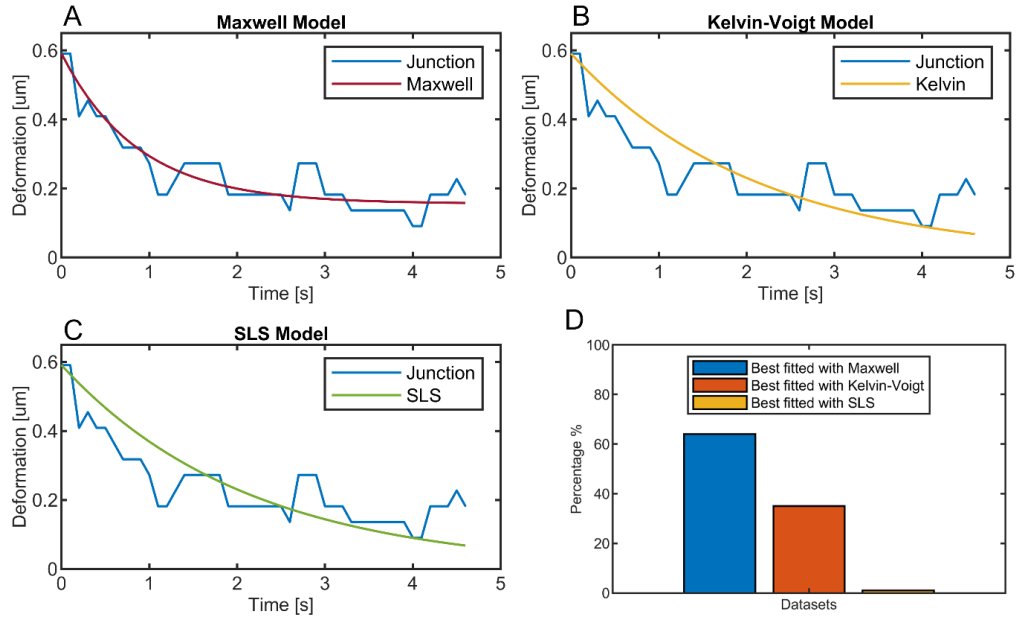 A
Maxwell Model
Junction
Maxwell
0.6
0.4
0.2
0
Deformation [um]
0 1 2 3 4 5
Time [s]
B
Kelvin-Voigt Model
Junction
Kelvin
0.6
0.4
0.2
0
Deformation [um]
0 1 2 3 4 5
Time [s]
C
SLS Model
Junction
SLS
0.6
0.4
0.2
0
Deformation [um]
0 1 2 3 4 5
Time [s]
D
Best fitted with Maxwell
Best fitted with Kelvin-Voigt
Best fitted with SLS
100
80
60
40
20
0
Percentage %
Datasets